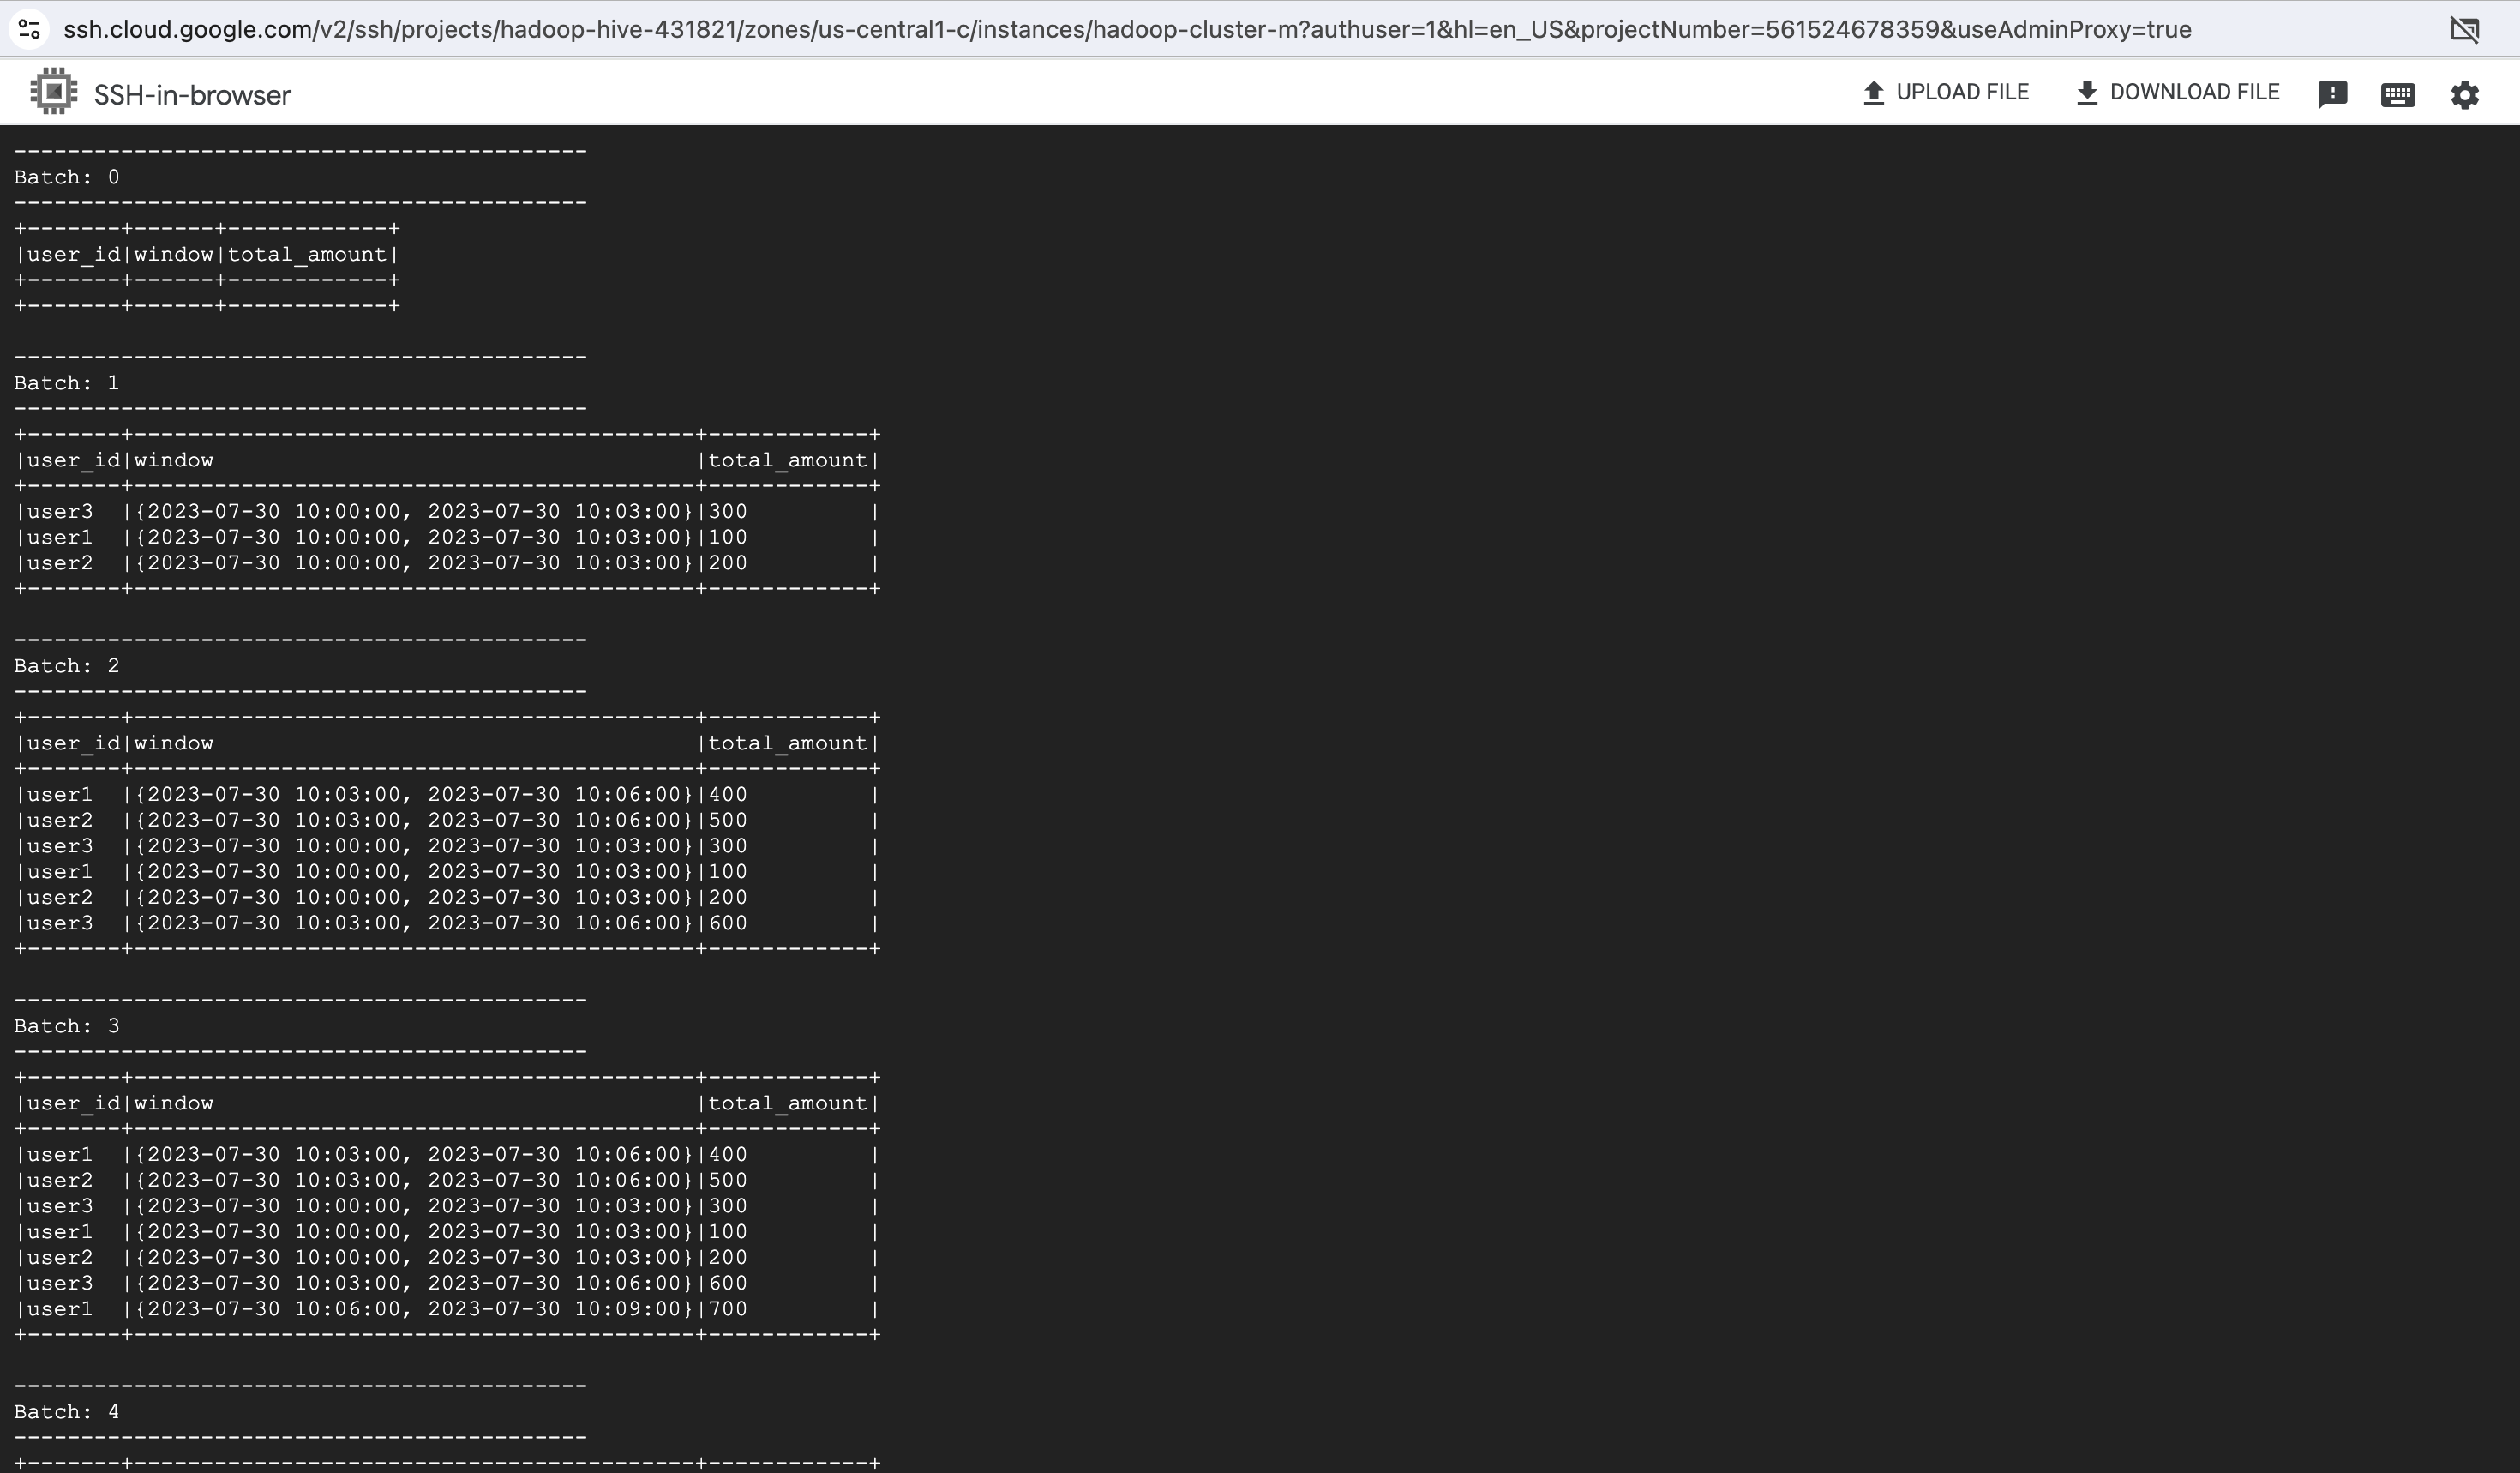 ssh.cloud.google.com/v2/ssh/projects/hadoop-hive-431821/zones/us-central1-c/instances/hadoop-cluster-m?authuser=1&hl=en_US&projectNumber=561524678359&useAdminProxy=true
SSH-in-browser UPLOAD FILE DOWNLOAD FILE
-------------------------------------------
Batch: 0
-------------------------------------------
+-------+------+------------+
|user_id|window|total_amount|
+-------+------+------------+
+-------+------+------------+
-------------------------------------------
Batch: 1
-------------------------------------------
+-------+------------------------------------------+------------+
|user_id|window                                    |total_amount|
+-------+------------------------------------------+------------+
|user3  |{2023-07-30 10:00:00, 2023-07-30 10:03:00}|300         |
|user1  |{2023-07-30 10:00:00, 2023-07-30 10:03:00}|100         |
|user2  |{2023-07-30 10:00:00, 2023-07-30 10:03:00}|200         |
+-------+------------------------------------------+------------+
-------------------------------------------
Batch: 2
-------------------------------------------
+-------+------------------------------------------+------------+
|user_id|window                                    |total_amount|
+-------+------------------------------------------+------------+
|user1  |{2023-07-30 10:03:00, 2023-07-30 10:06:00}|400         |
|user2  |{2023-07-30 10:03:00, 2023-07-30 10:06:00}|500         |
|user3  |{2023-07-30 10:00:00, 2023-07-30 10:03:00}|300         |
|user1  |{2023-07-30 10:00:00, 2023-07-30 10:03:00}|100         |
|user2  |{2023-07-30 10:00:00, 2023-07-30 10:03:00}|200         |
|user3  |{2023-07-30 10:03:00, 2023-07-30 10:06:00}|600         |
+-------+------------------------------------------+------------+
-------------------------------------------
Batch: 3
-------------------------------------------
+-------+------------------------------------------+------------+
|user_id|window                                    |total_amount|
+-------+------------------------------------------+------------+
|user1  |{2023-07-30 10:03:00, 2023-07-30 10:06:00}|400         |
|user2  |{2023-07-30 10:03:00, 2023-07-30 10:06:00}|500         |
|user3  |{2023-07-30 10:00:00, 2023-07-30 10:03:00}|300         |
|user1  |{2023-07-30 10:00:00, 2023-07-30 10:03:00}|100         |
|user2  |{2023-07-30 10:00:00, 2023-07-30 10:03:00}|200         |
|user3  |{2023-07-30 10:03:00, 2023-07-30 10:06:00}|600         |
|user1  |{2023-07-30 10:06:00, 2023-07-30 10:09:00}|700         |
+-------+------------------------------------------+------------+
-------------------------------------------
Batch: 4
-------------------------------------------
+-------+------------------------------------------+------------+